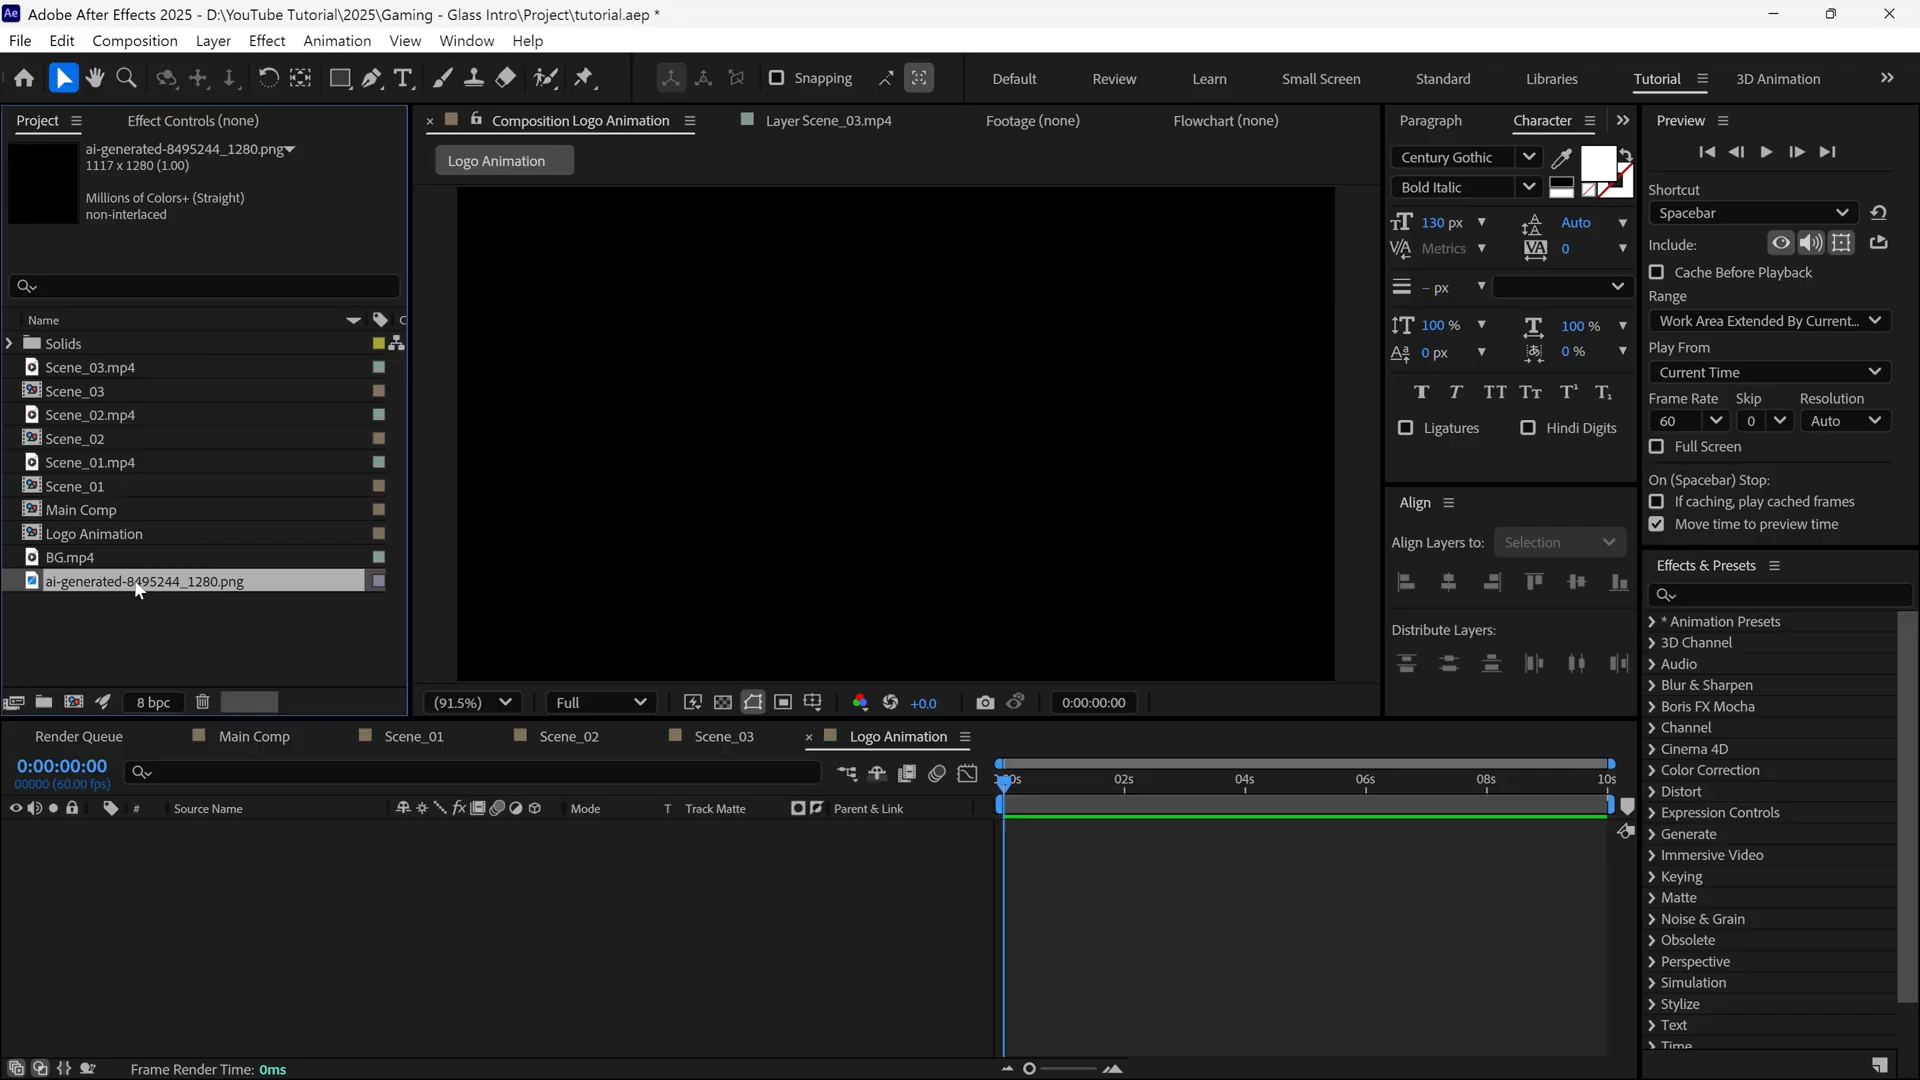 Adobe After Effects 2025 - D:\YouTube Tutorial\2025\Gaming - Glass Intro\Project\tutorial.aep *
File Edit Composition Layer Effect Animation View Window Help
Snapping Default Review Learn Small Screen Standard Libraries Tutorial 3D Animation
Project Effect Controls (none)
ai-generated-8495244_1280.png
1117 x 1280 (1.00)
Millions of Colors+ (Straight)
non-interlaced
Name
Solids
Scene_03.mp4
Scene_03
Scene_02.mp4
Scene_02
Scene_01.mp4
Scene_01
Main Comp
Logo Animation
BG.mp4
ai-generated-8495244_1280.png
8 bpc
Composition Logo Animation Layer Scene_03.mp4 Footage (none) Flowchart (none)
Logo Animation
(91.5%) Full +0.0 0:00:00:00
Paragraph Character
Century Gothic
Bold Italic
130 px Auto
Metrics 0
– px
100 % 100 %
0 px 0 %
Ligatures Hindi Digits
Align
Align Layers to: Selection
Distribute Layers:
Preview
Shortcut
Spacebar
Include:
Cache Before Playback
Range
Work Area Extended By Current...
Play From
Current Time
Frame Rate Skip Resolution
60 0 Auto
Full Screen
On (Spacebar) Stop:
If caching, play cached frames
Move time to preview time
Effects & Presets
* Animation Presets
3D Channel
Audio
Blur & Sharpen
Boris FX Mocha
Channel
Cinema 4D
Color Correction
Distort
Expression Controls
Generate
Immersive Video
Keying
Matte
Noise & Grain
Obsolete
Perspective
Simulation
Stylize
Text
Time
Render Queue Main Comp Scene_01 Scene_02 Scene_03 Logo Animation
0:00:00:00
00000 (60.00 fps)
02s 04s 06s 08s 10s
# Source Name Mode T Track Matte Parent & Link
Frame Render Time: 0ms